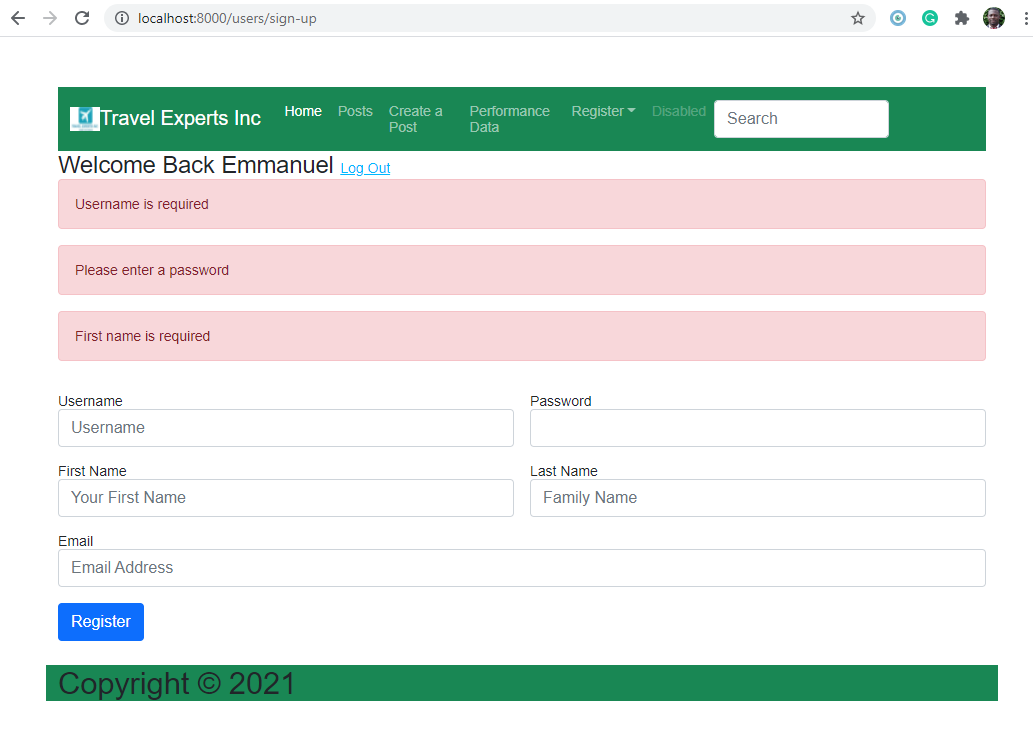 localhost:8000/users/sign-up
Travel Experts Inc Home Posts Create a Post Performance Data Register Disabled Search
Welcome Back Emmanuel Log Out
Username is required
Please enter a password
First name is required
Username Password
Username
First Name Last Name
Your First Name Family Name
Email
Email Address
Register
Copyright © 2021